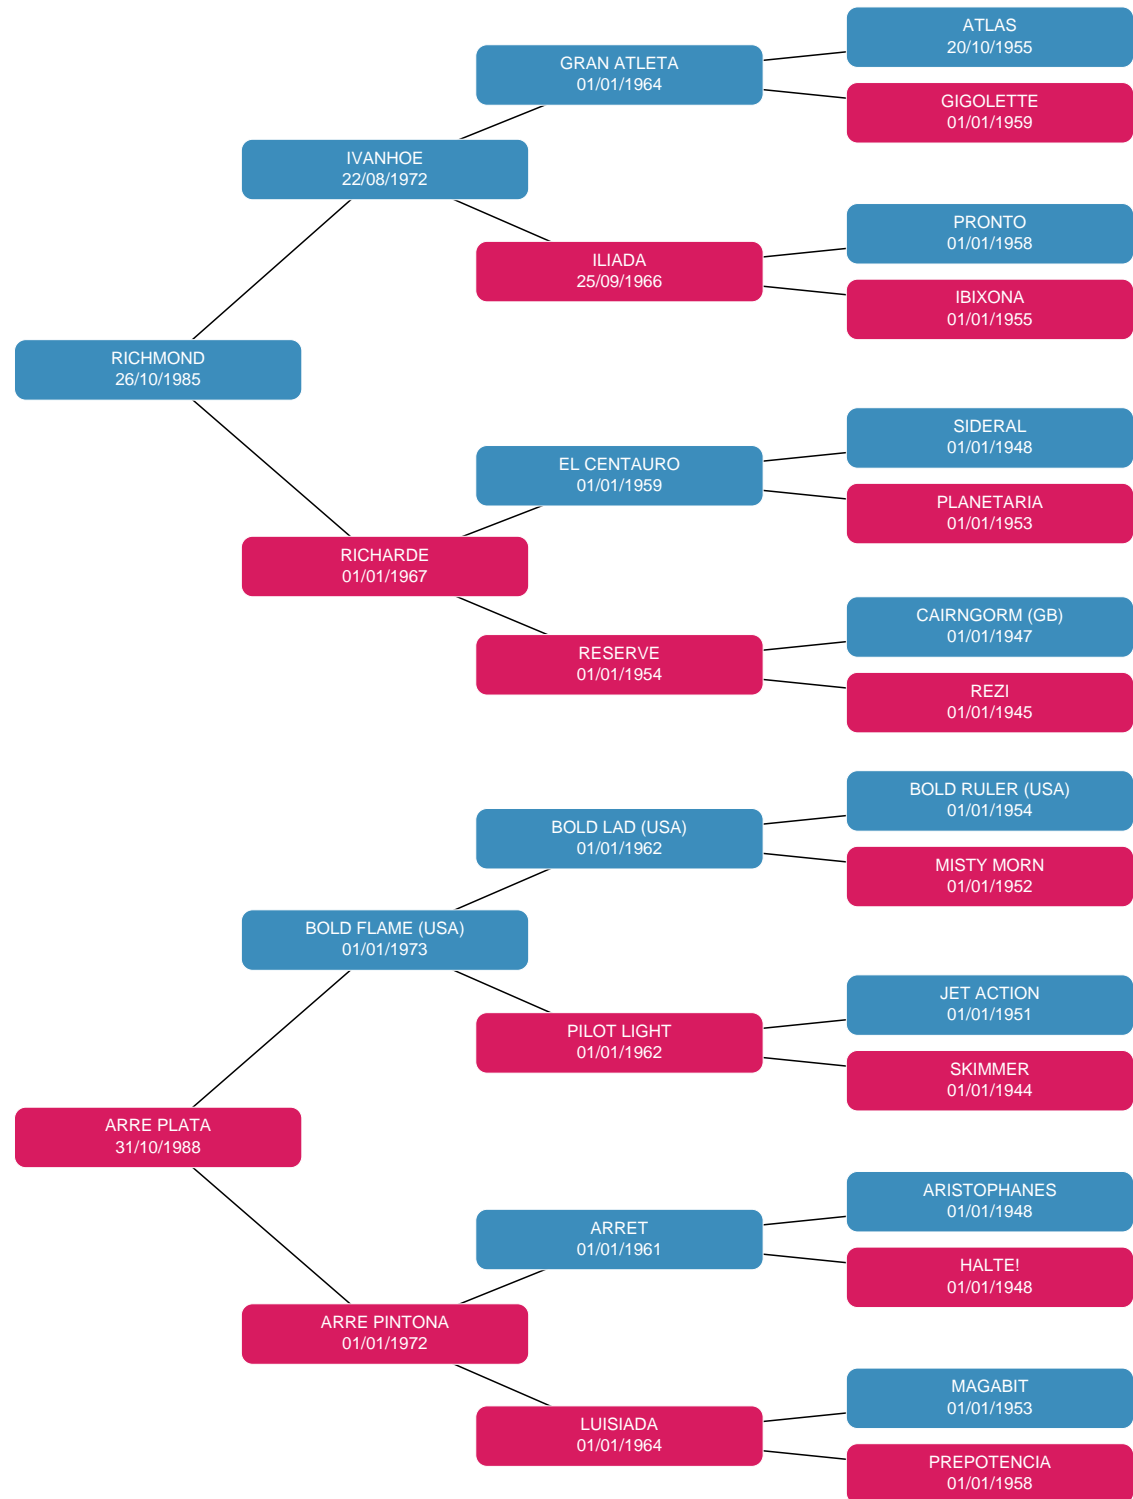 ATLAS
20/10/1955
GRAN ATLETA
01/01/1964
GIGOLETTE
01/01/1959
IVANHOE
22/08/1972
PRONTO
01/01/1958
ILIADA
25/09/1966
IBIXONA
01/01/1955
RICHMOND
26/10/1985
SIDERAL
01/01/1948
EL CENTAURO
01/01/1959
PLANETARIA
01/01/1953
RICHARDE
01/01/1967
CAIRNGORM (GB)
01/01/1947
RESERVE
01/01/1954
REZI
01/01/1945
BOLD RULER (USA)
01/01/1954
BOLD LAD (USA)
01/01/1962
MISTY MORN
01/01/1952
BOLD FLAME (USA)
01/01/1973
JET ACTION
01/01/1951
PILOT LIGHT
01/01/1962
SKIMMER
01/01/1944
ARRE PLATA
31/10/1988
ARISTOPHANES
01/01/1948
ARRET
01/01/1961
HALTE!
01/01/1948
ARRE PINTONA
01/01/1972
MAGABIT
01/01/1953
LUISIADA
01/01/1964
PREPOTENCIA
01/01/1958